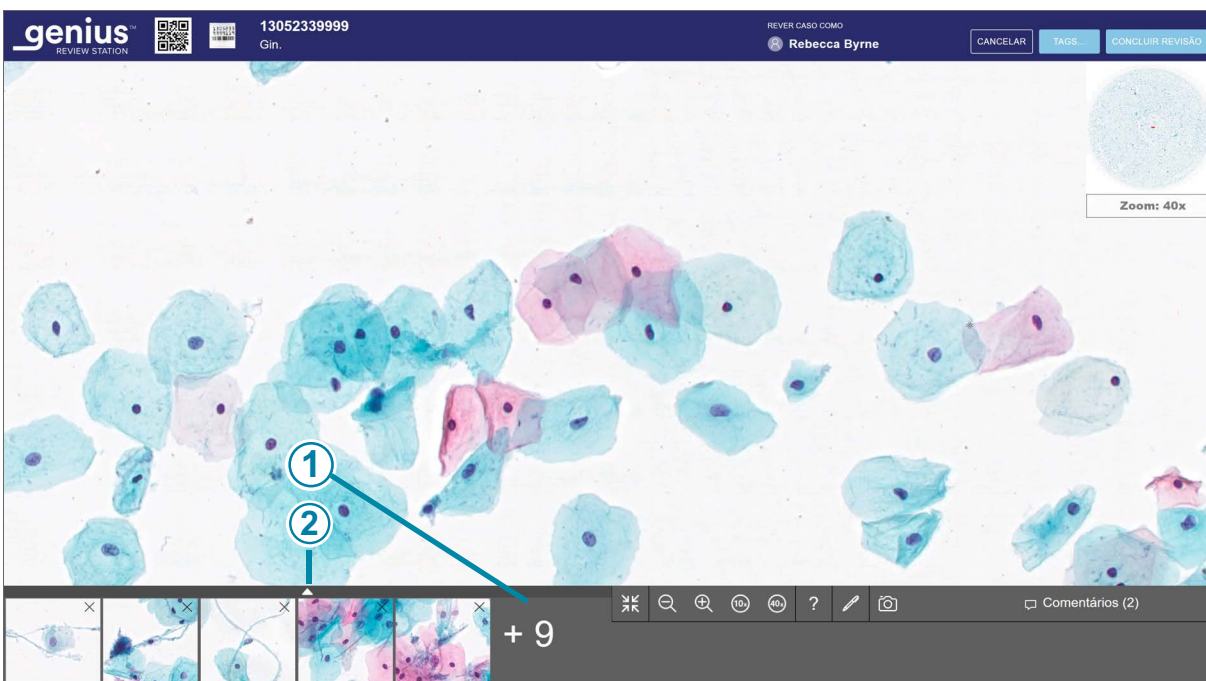 genius™
REVIEW STATION
13052339999
Gin.
REVER CASO COMO
Rebecca Byrne
CANCELAR
TAGS...
CONCLUIR REVISÃO
Zoom: 40x
1
2
+ 9
10x
40x
?
Comentários (2)